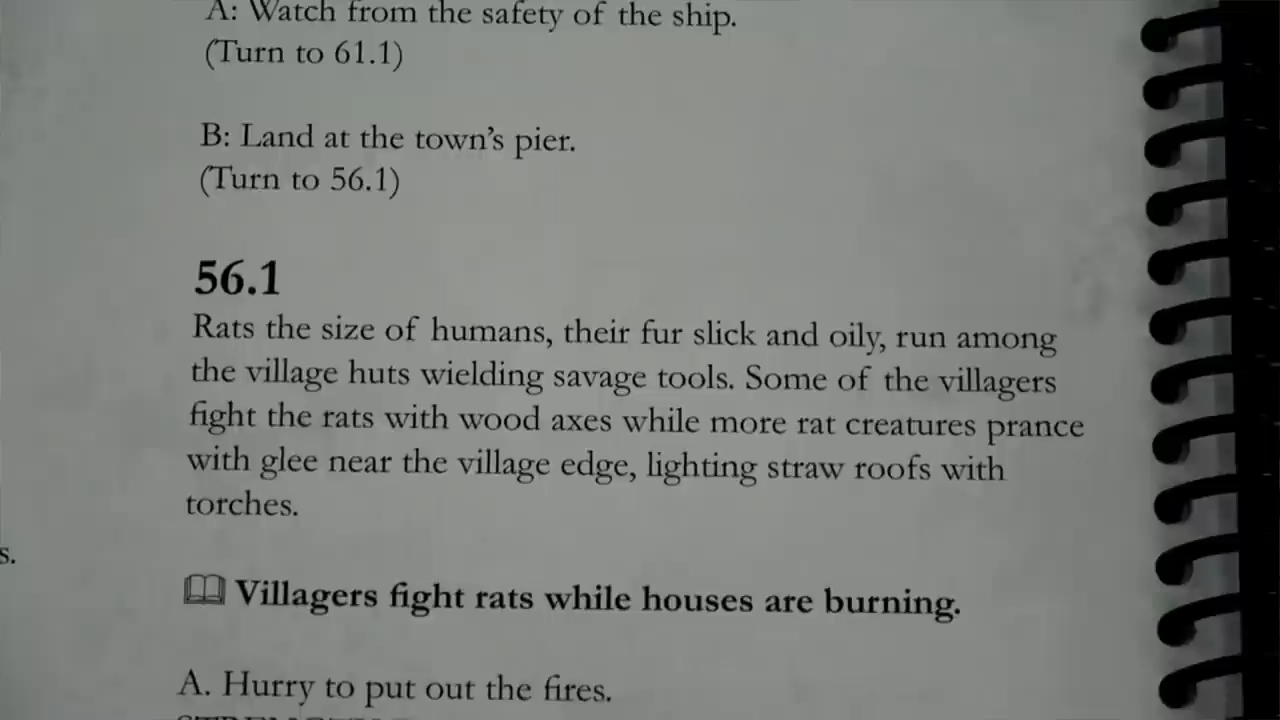 A: Watch from the safety of the ship.
(Turn to 61.1)
B: Land at the town's pier.
(Turn to 56.1)
56.1
Rats the size of humans, their fur slick and oily, run among
the village huts wielding savage tools. Some of the villagers
fight the rats with wood axes while more rat creatures prance
with glee near the village edge, lighting straw roofs with
torches.
s.
Villagers fight rats while houses are burning.
A. Hurry to put out the fires.